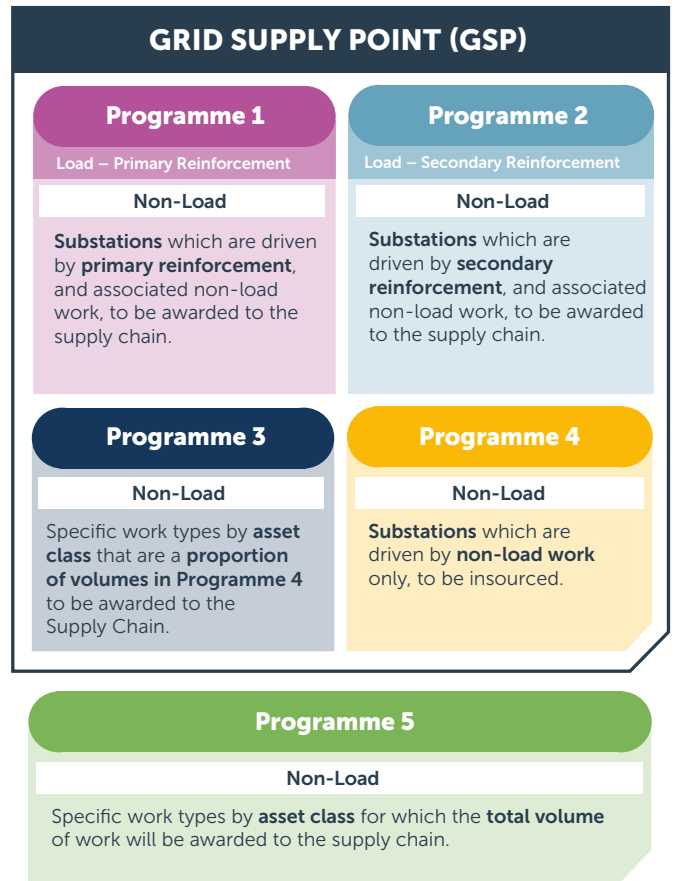 GRID SUPPLY POINT (GSP)
Programme 1
Load – Primary Reinforcement
Non-Load
Substations which are driven
by primary reinforcement,
and associated non-load
work, to be awarded to the
supply chain.
Programme 2
Load – Secondary Reinforcement
Non-Load
Substations which are
driven by secondary
reinforcement, and associated
non-load work, to be awarded
to the supply chain.
Programme 3
Non-Load
Specific work types by asset
class that are a proportion
of volumes in Programme 4
to be awarded to the
Supply Chain.
Programme 4
Non-Load
Substations which are
driven by non-load work
only, to be insourced.
Programme 5
Non-Load
Specific work types by asset class for which the total volume
of work will be awarded to the supply chain.